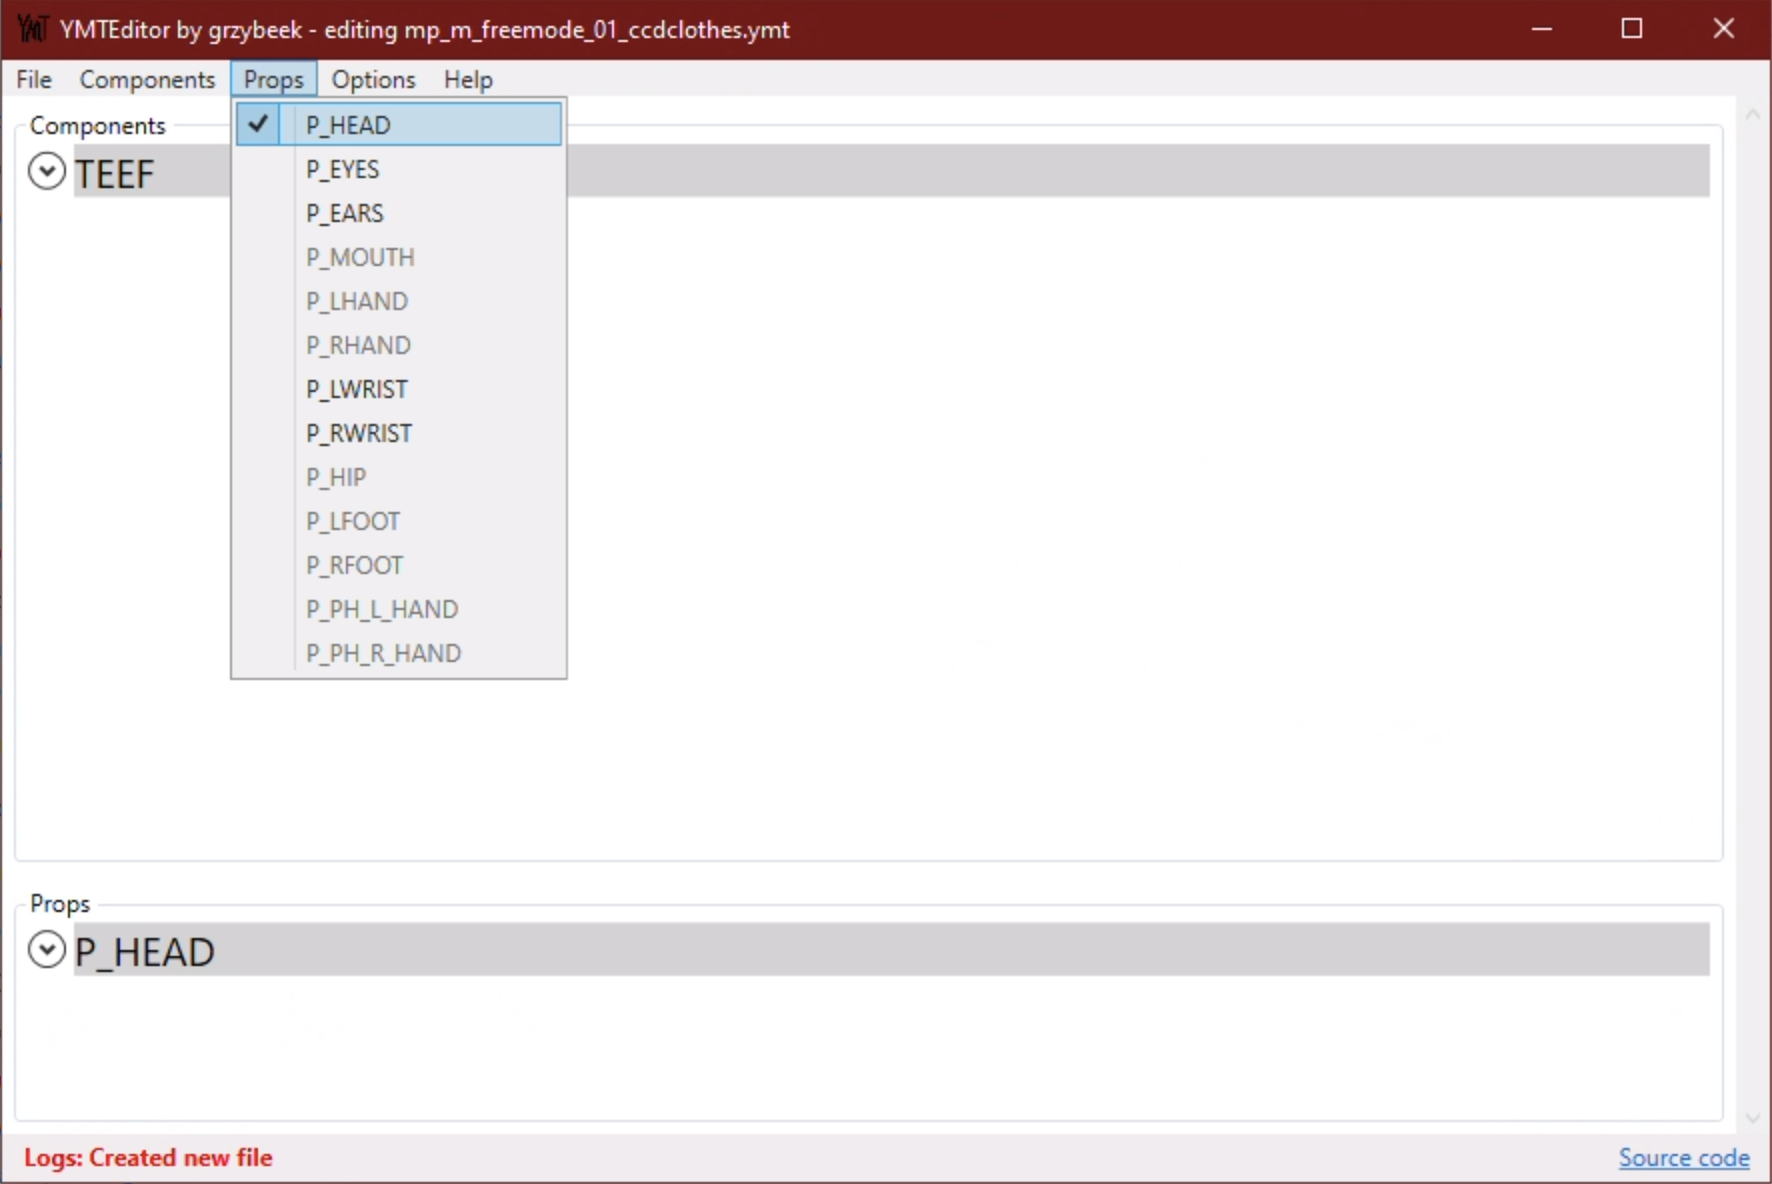 YMT YMTEditor by grzybeek - editing mp_m_freemode_01_ccdclothes.ymt
File Components Props Options Help
Components
TEEF
P_HEAD
P_EYES
P_EARS
P_MOUTH
P_LHAND
P_RHAND
P_LWRIST
P_RWRIST
P_HIP
P_LFOOT
P_RFOOT
P_PH_L_HAND
P_PH_R_HAND
Props
P_HEAD
Logs: Created new file
Source code